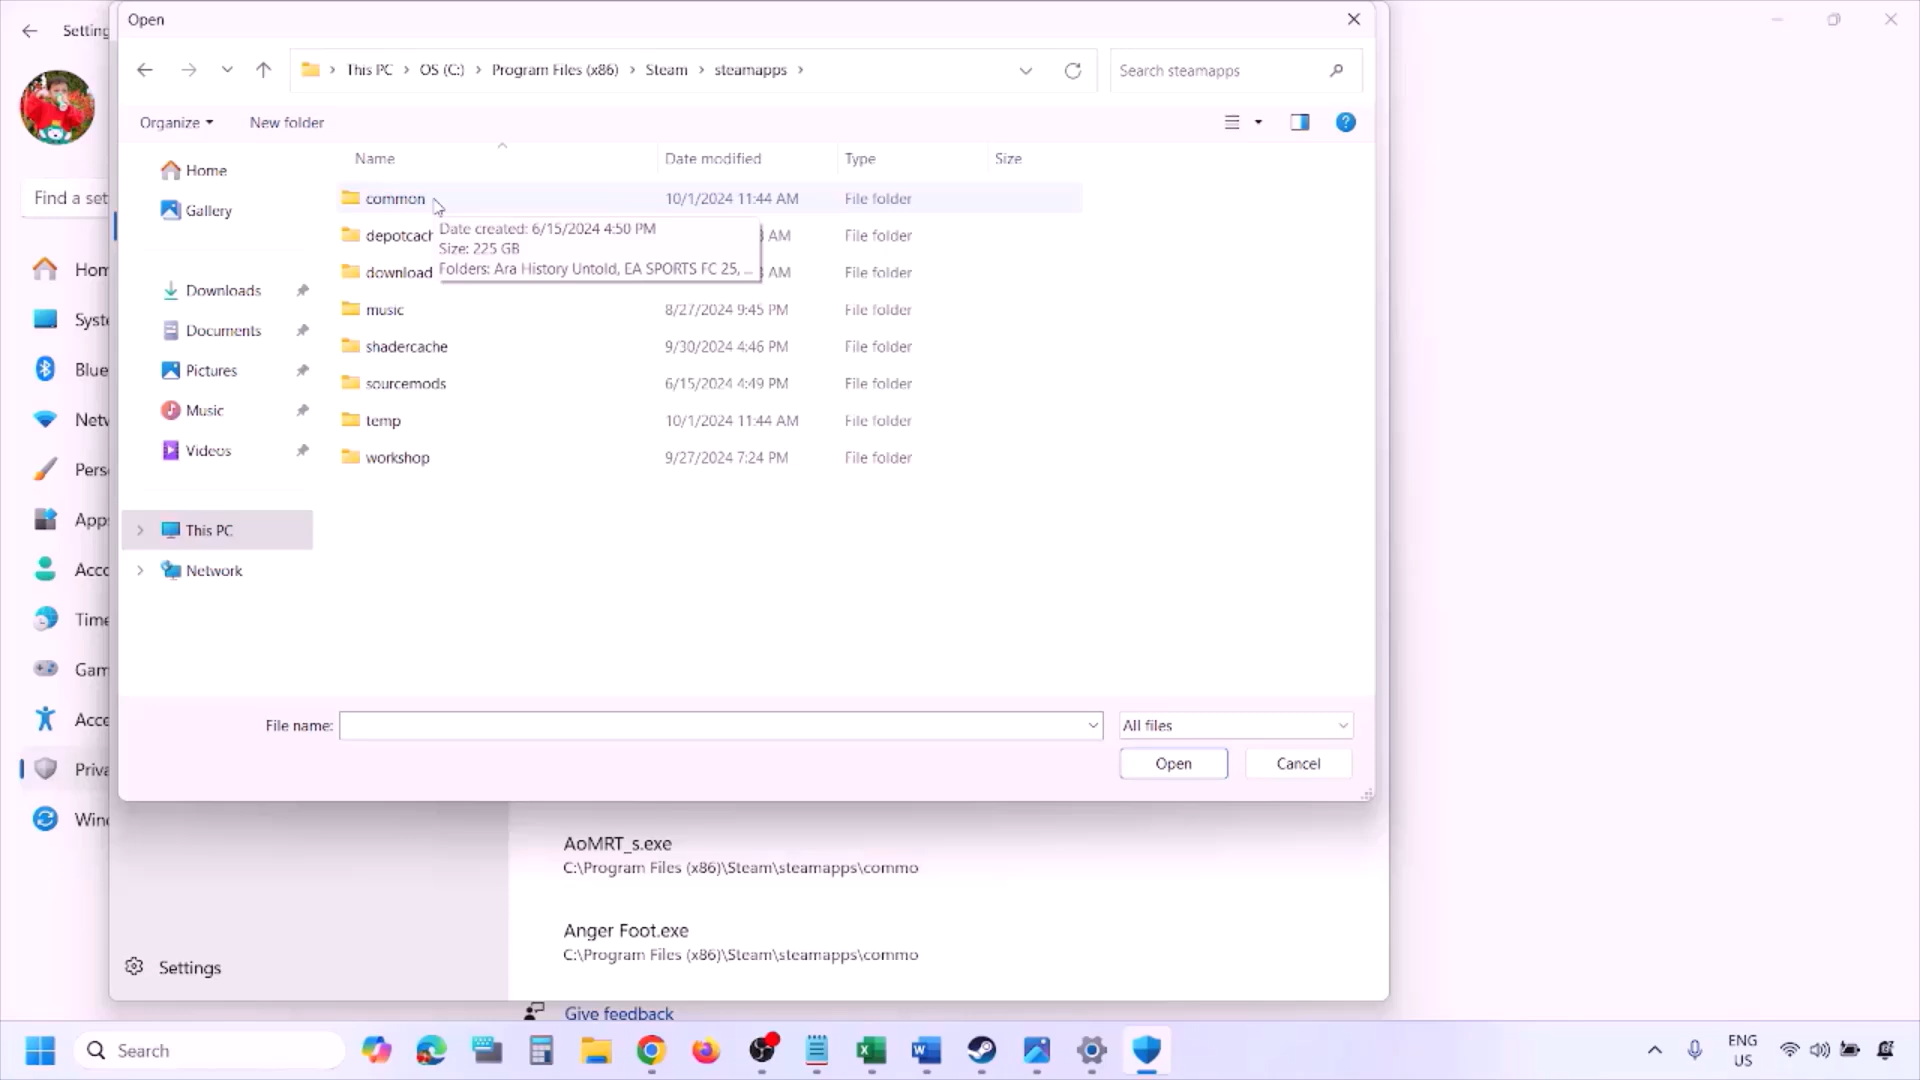 Open
Setting
This PC > OS (C:) > Program Files (x86) > Steam > steamapps >
Search steamapps
Organize
New folder
Name
Date modified
Type
Size
Home
Gallery
Downloads
Documents
Pictures
Music
Videos
This PC
Network
common 10/1/2024 11:44 AM File folder
depotcach AM File folder
download AM File folder
music 8/27/2024 9:45 PM File folder
shadercache 9/30/2024 4:46 PM File folder
sourcemods 6/15/2024 4:49 PM File folder
temp 10/1/2024 11:44 AM File folder
workshop 9/27/2024 7:24 PM File folder
Date created: 6/15/2024 4:50 PM
Size: 225 GB
Folders: Ara History Untold, EA SPORTS FC 25, ...
Find a set
Hom
Syste
Blue
Netw
Perso
Apps
Acco
Time
Gam
Acce
Priva
Wind
File name:
All files
Open
Cancel
AoMRT_s.exe
C:\Program Files (x86)\Steam\steamapps\commo
Anger Foot.exe
C:\Program Files (x86)\Steam\steamapps\commo
Settings
Give feedback
Search
ENG
US